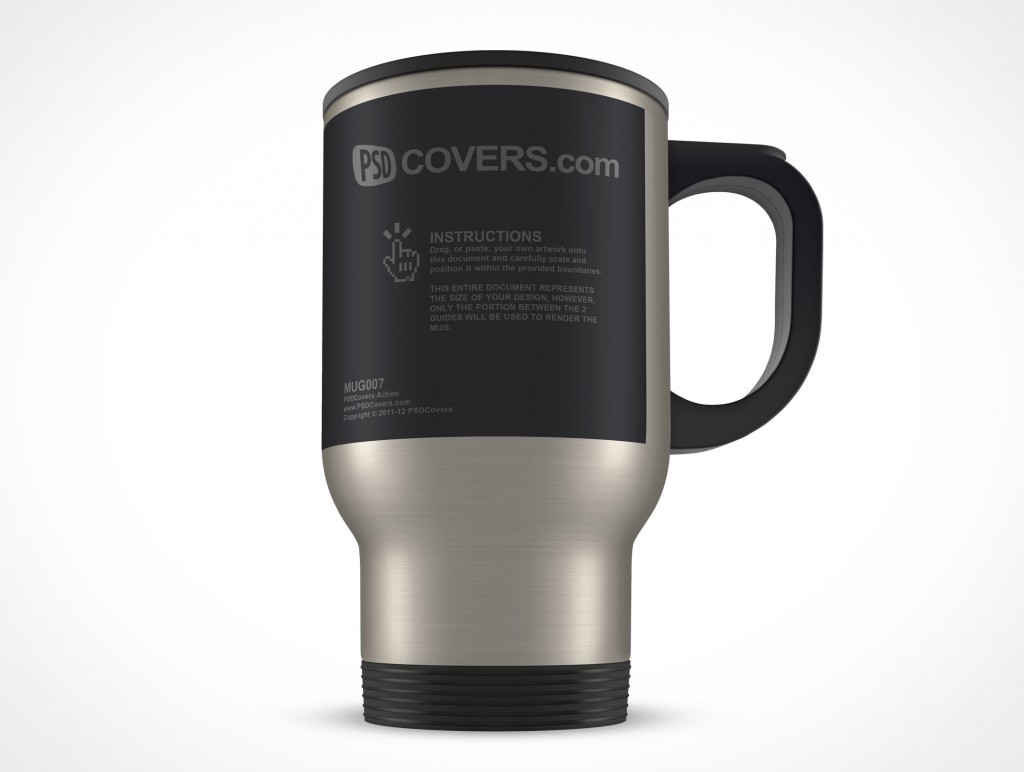 PSD COVERS.com
INSTRUCTIONS
Drag, or paste, your own artwork onto
this document and carefully scale and
position it within the provided boundaries.
THIS ENTIRE DOCUMENT REPRESENTS
THE SIZE OF YOUR DESIGN, HOWEVER,
ONLY THE PORTION BETWEEN THE 2
GUIDES WILL BE USED TO RENDER THE
MUG.
MUG007
PSDCovers Action
www.PSDCovers.com
Copyright © 2011-12 PSDCovers